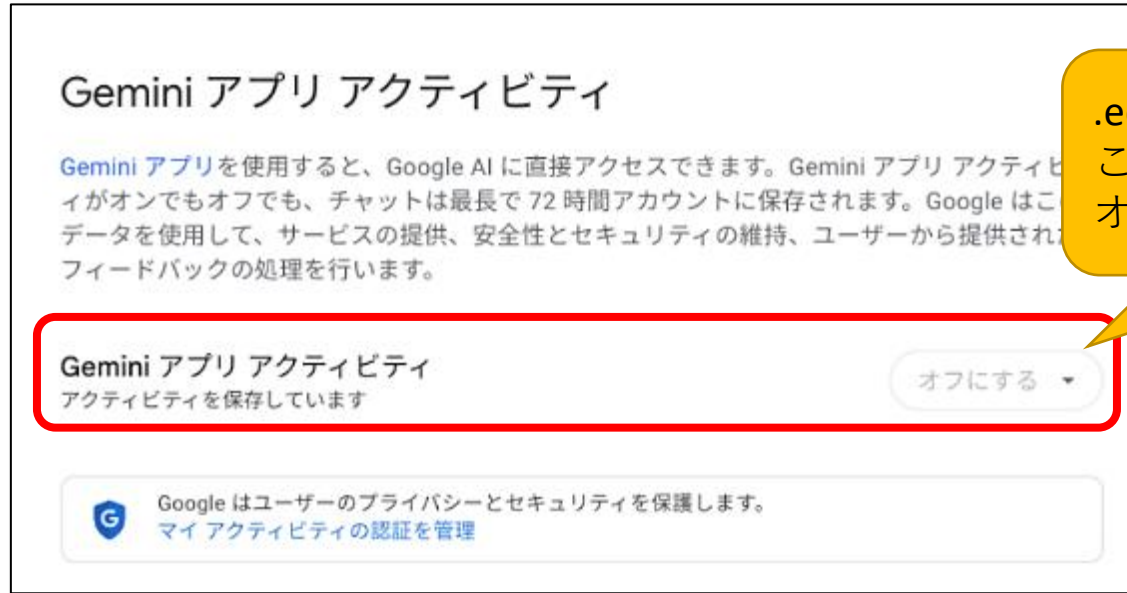 Gemini アプリ アクティビティ
.e
こ
オ
Gemini アプリを使用すると、Google AI に直接アクセスできます。Gemini アプリ アクティビ
ィがオンでもオフでも、チャットは最長で 72 時間アカウントに保存されます。Google はこ
データを使用して、サービスの提供、安全性とセキュリティの維持、ユーザーから提供され
フィードバックの処理を行います。
Gemini アプリ アクティビティ
アクティビティを保存しています
オフにする
Google はユーザーのプライバシーとセキュリティを保護します。
マイ アクティビティの認証を管理